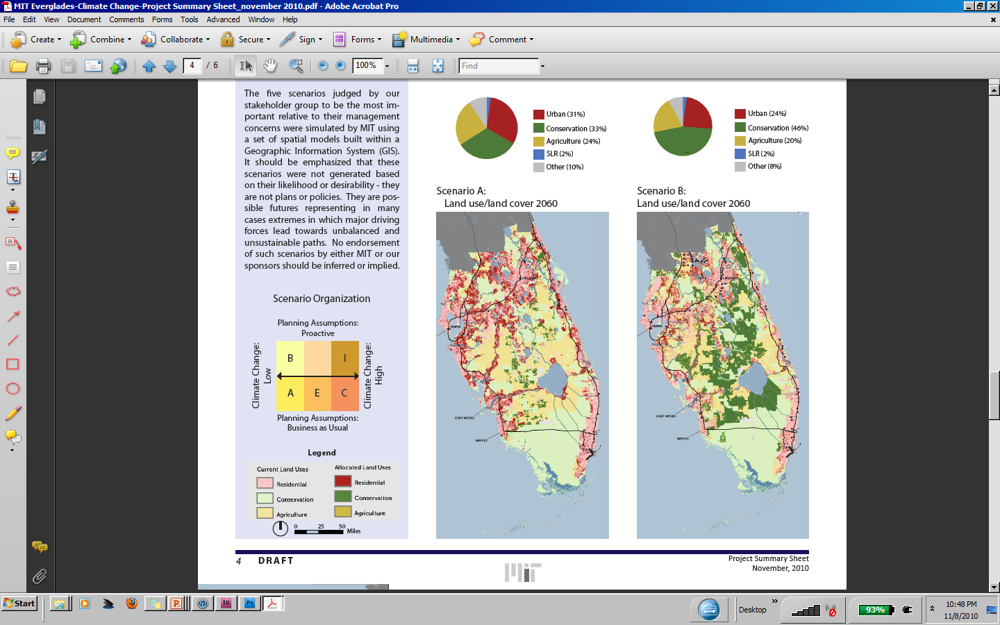 MIT Everglades-Climate Change-Project Summary Sheet_november 2010.pdf - Adobe Acrobat Pro
File Edit View Document Comments Forms Tools Advanced Window Help
Create Combine Collaborate Secure Sign Forms Multimedia Comment
4 / 6 100% Find
The five scenarios judged by our
stakeholder group to be the most im-
portant relative to their management
concerns were simulated by MIT using
a set of spatial models built within a
Geographic Information System (GIS).
It should be emphasized that these
scenarios were not generated based
on their likelihood or desirability - they
are not plans or policies. They are pos-
sible futures representing in many
cases extremes in which major driving
forces lead towards unbalanced and
unsustainable paths. No endorsement
of such scenarios by either MIT or our
sponsors should be inferred or implied.
Scenario Organization
Planning Assumptions:
Proactive
Climate Change:
Low
B I
A E C
Climate Change:
High
Planning Assumptions:
Business as Usual
Legend
Current Land Uses Allocated Land Uses
Residential Residential
Conservation Conservation
Agriculture Agriculture
0 25 50
Miles
Urban (31%)
Conservation (33%)
Agriculture (24%)
SLR (2%)
Other (10%)
Scenario A:
Land use/land cover 2060
ORLANDO
TAMPA
FORT MYERS
NAPLES
Urban (24%)
Conservation (46%)
Agriculture (20%)
SLR (2%)
Other (8%)
Scenario B:
Land use/land cover 2060
ORLANDO
TAMPA
FORT MYERS
NAPLES
4 DRAFT
MIT
Project Summary Sheet
November, 2010
Start
Desktop
93%
10:48 PM
11/8/2010